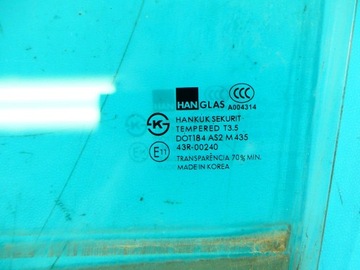 HANGLAS
CCC
A004314
HANKUK SEKURIT
TEMPERED T3.5
DOT184 AS2 M435
43R-00240
E11
TRANSPARÊNCIA 70% MIN.
MADE IN KOREA